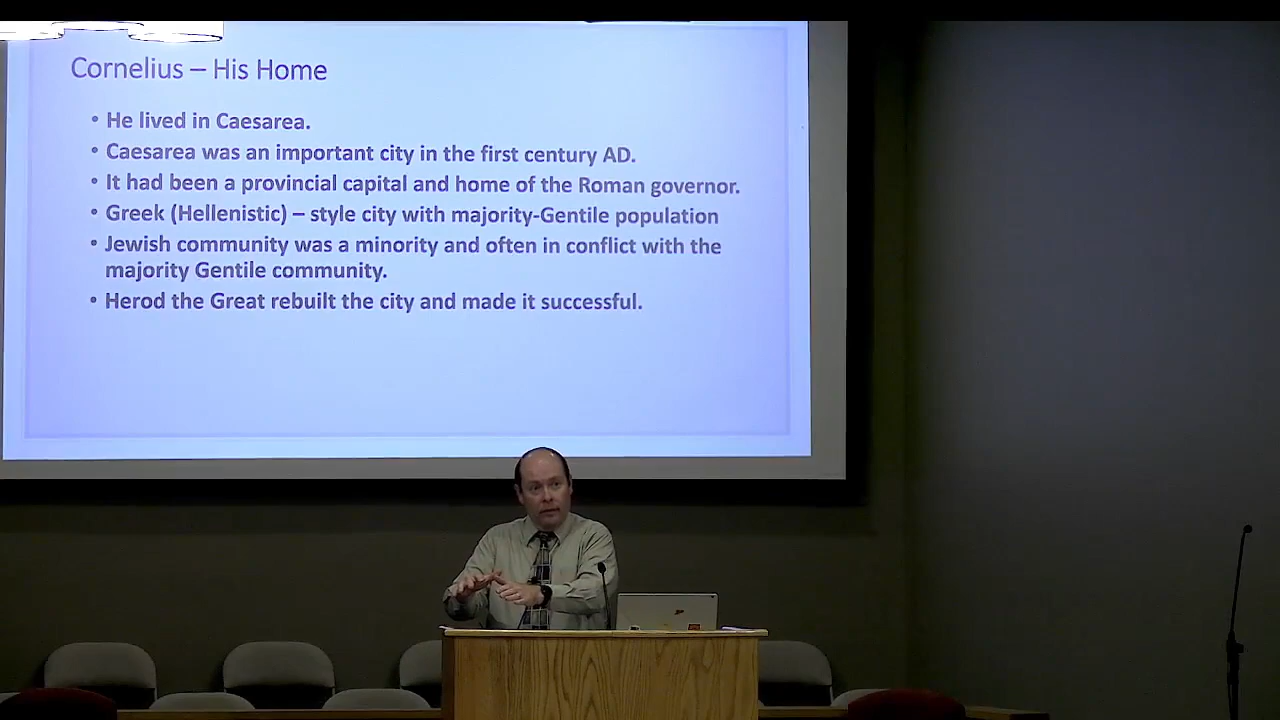 Cornelius – His Home
• He lived in Caesarea.
• Caesarea was an important city in the first century AD.
• It had been a provincial capital and home of the Roman governor.
• Greek (Hellenistic) – style city with majority-Gentile population
• Jewish community was a minority and often in conflict with the
majority Gentile community.
• Herod the Great rebuilt the city and made it successful.